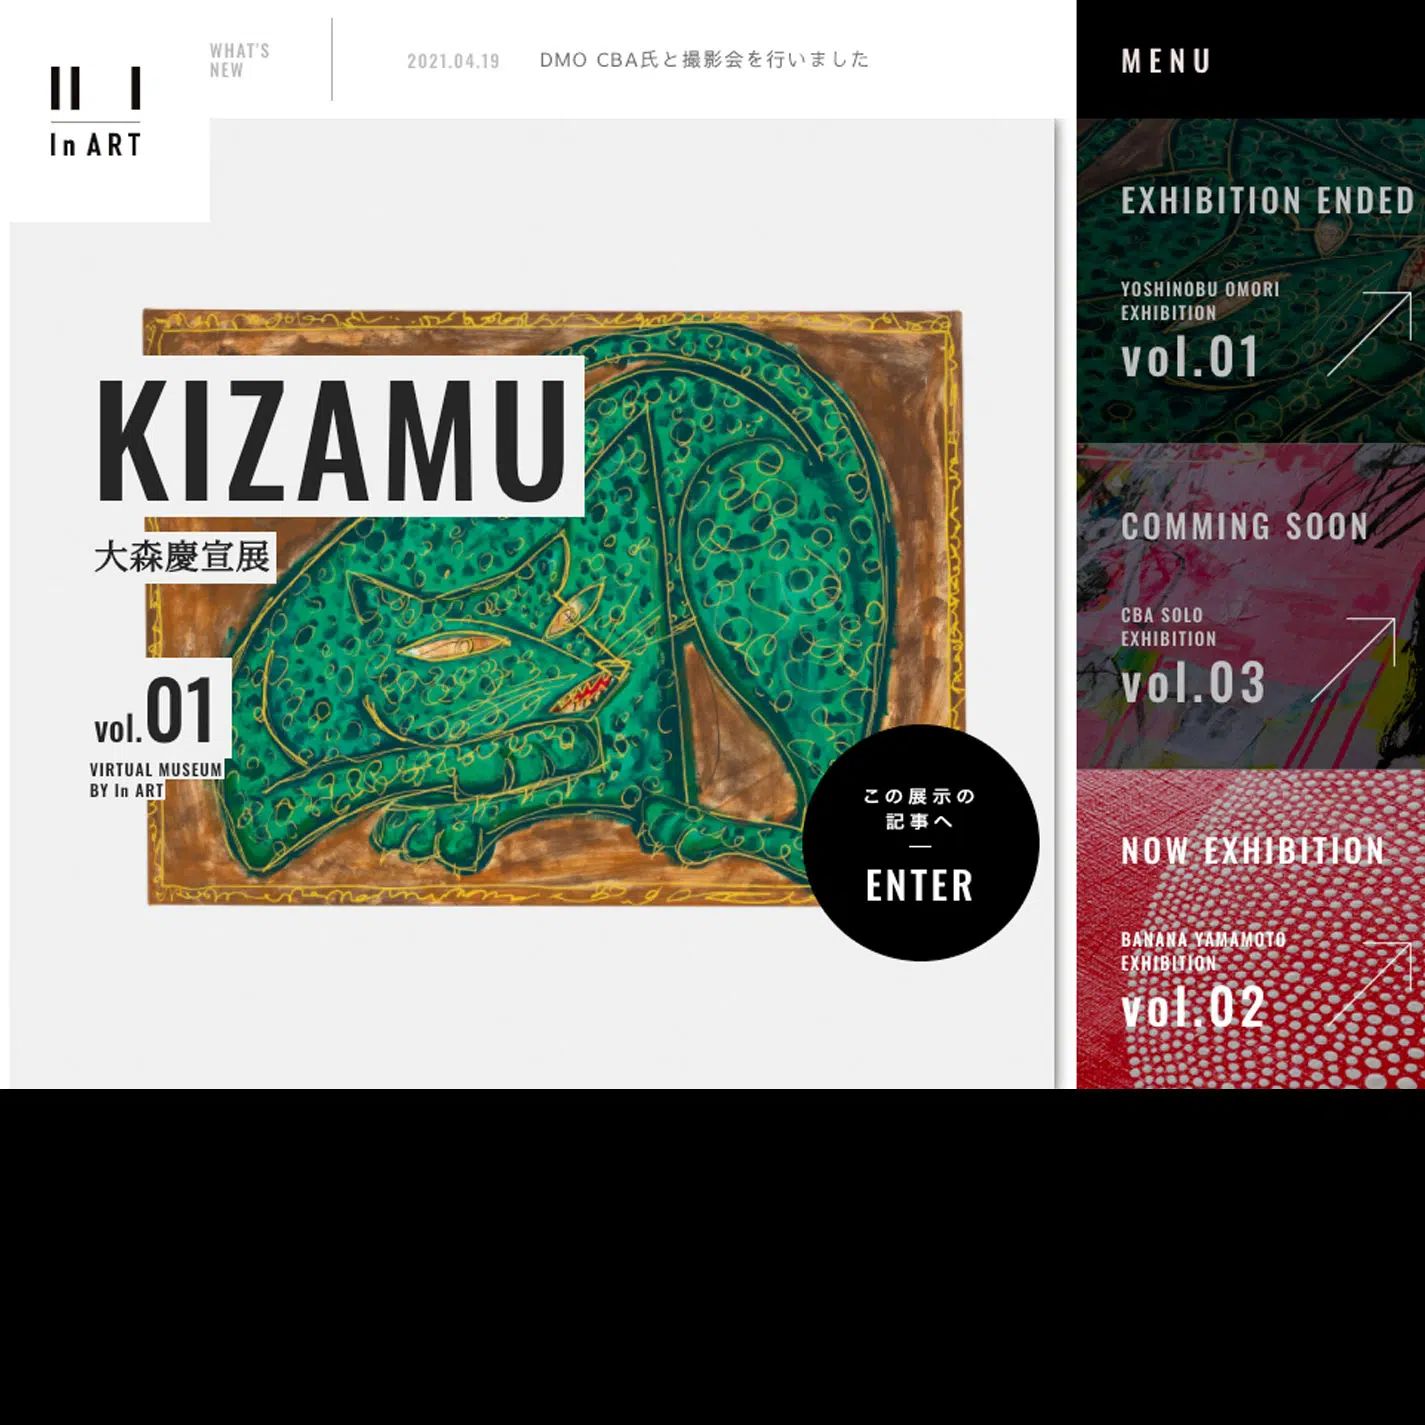 In ART
WHAT'S
NEW
2021.04.19
DMO CBA氏と撮影会を行いました
MENU
KIZAMU
大森慶宣展
vol.01
VIRTUAL MUSEUM
BY In ART
この展示の
記事へ
ENTER
EXHIBITION ENDED
YOSHINOBU OMORI
EXHIBITION
vol.01
COMMING SOON
CBA SOLO
EXHIBITION
vol.03
NOW EXHIBITION
BANANA YAMAMOTO
EXHIBITION
vol.02